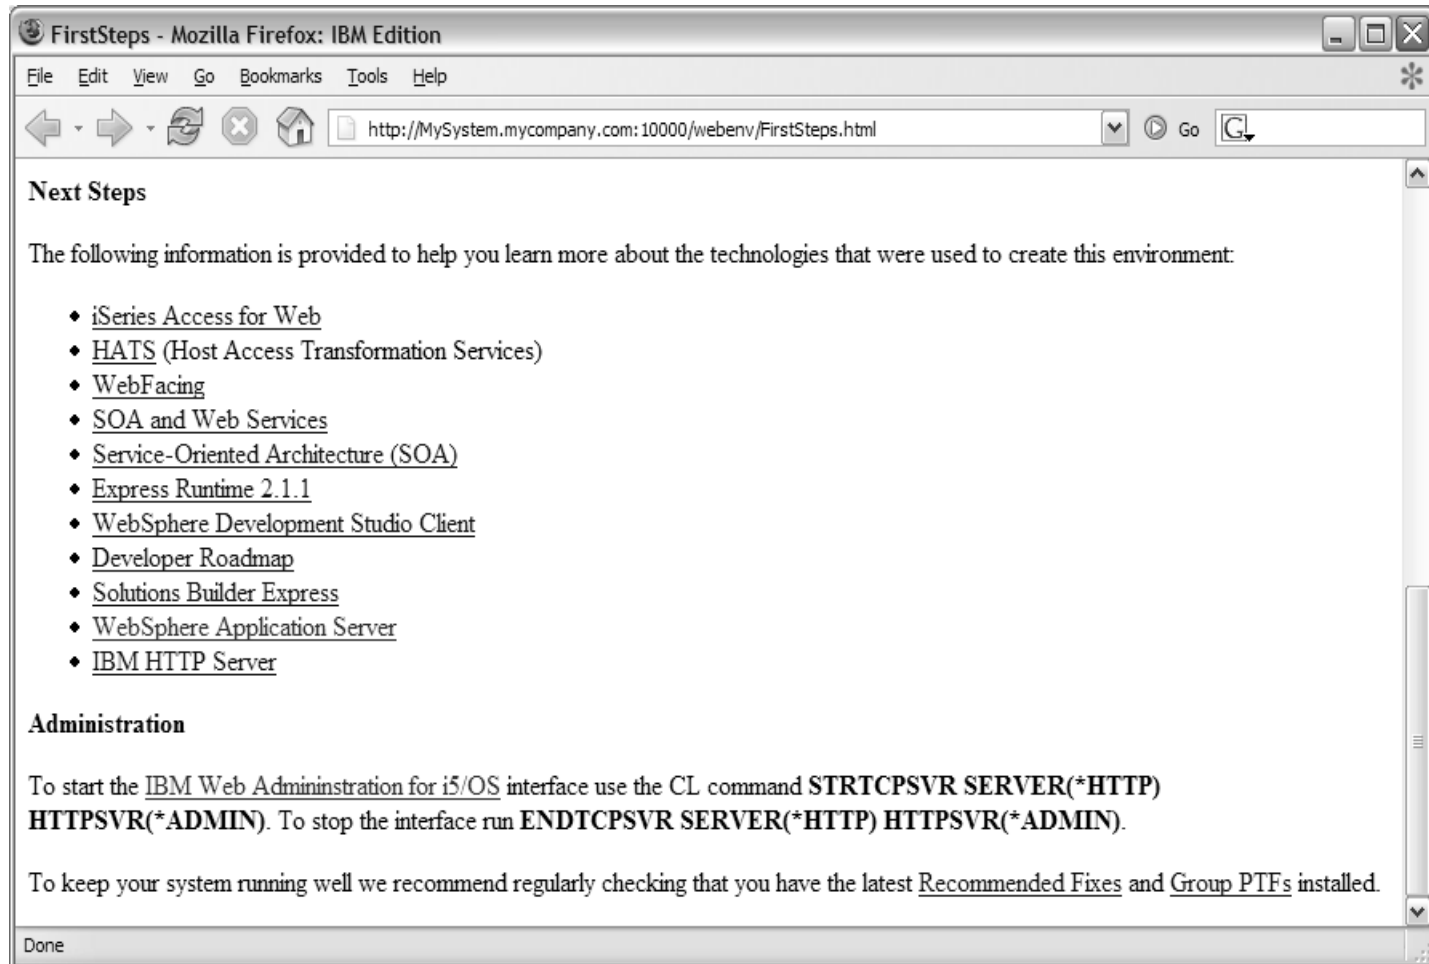 FirstSteps - Mozilla Firefox: IBM Edition
File Edit View Go Bookmarks Tools Help
http://MySystem.mycompany.com:10000/webenv/FirstSteps.html Go G
Next Steps
The following information is provided to help you learn more about the technologies that were used to create this environment:
iSeries Access for Web
HATS (Host Access Transformation Services)
WebFacing
SOA and Web Services
Service-Oriented Architecture (SOA)
Express Runtime 2.1.1
WebSphere Development Studio Client
Developer Roadmap
Solutions Builder Express
WebSphere Application Server
IBM HTTP Server
Administration
To start the IBM Web Admininstration for i5/OS interface use the CL command STRTCPSVR SERVER(*HTTP)
HTTPSVR(*ADMIN). To stop the interface run ENDTCPSVR SERVER(*HTTP) HTTPSVR(*ADMIN).
To keep your system running well we recommend regularly checking that you have the latest Recommended Fixes and Group PTFs installed.
Done